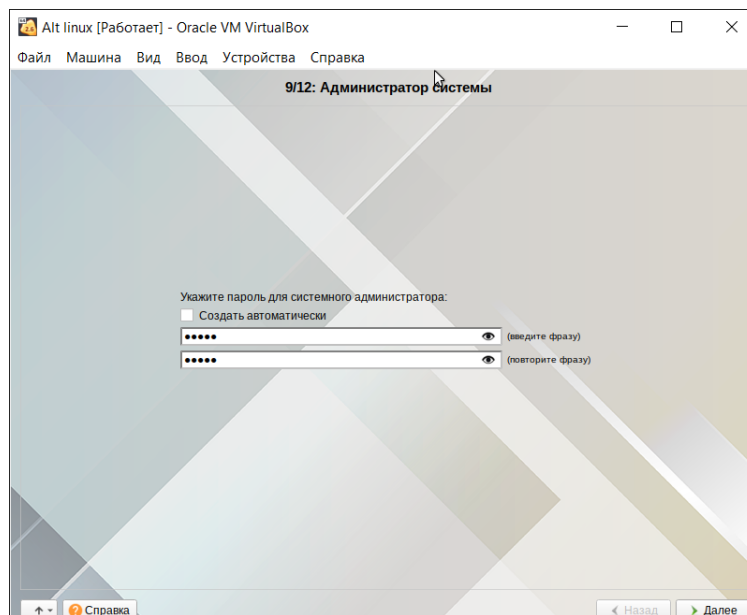 Alt linux [Работает] - Oracle VM VirtualBox
Файл Машина Вид Ввод Устройства Справка
9/12: Администратор системы
Укажите пароль для системного администратора:
Создать автоматически
••••• (введите фразу)
••••• (повторите фразу)
Справка Назад Далее